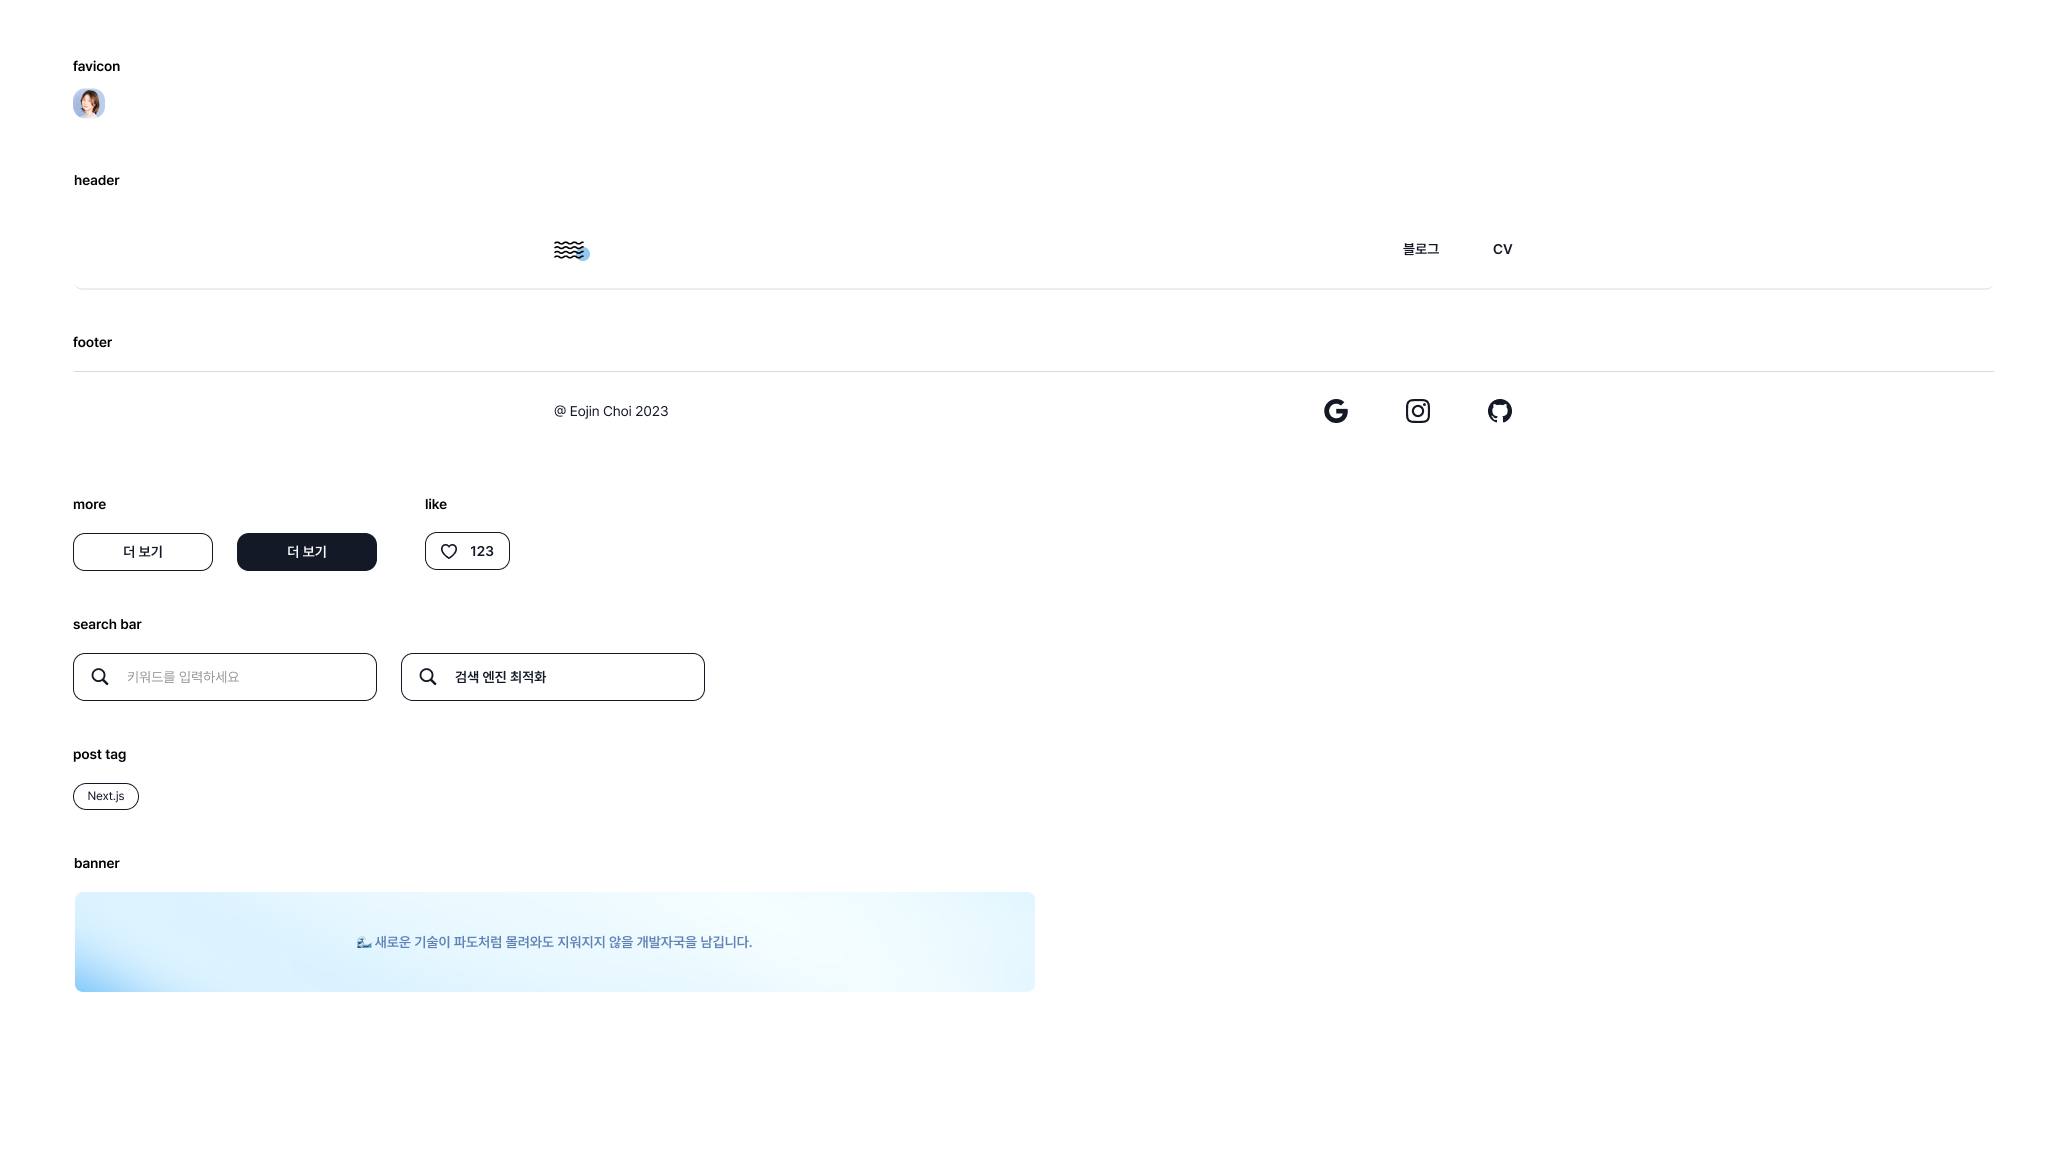 favicon
header
블로그 CV
footer
@ Eojin Choi 2023
more like
더 보기 더 보기 123
search bar
키워드를 입력하세요 검색 엔진 최적화
post tag
Next.js
banner
🌊 새로운 기술이 파도처럼 몰려와도 지워지지 않을 개발자국을 남깁니다.